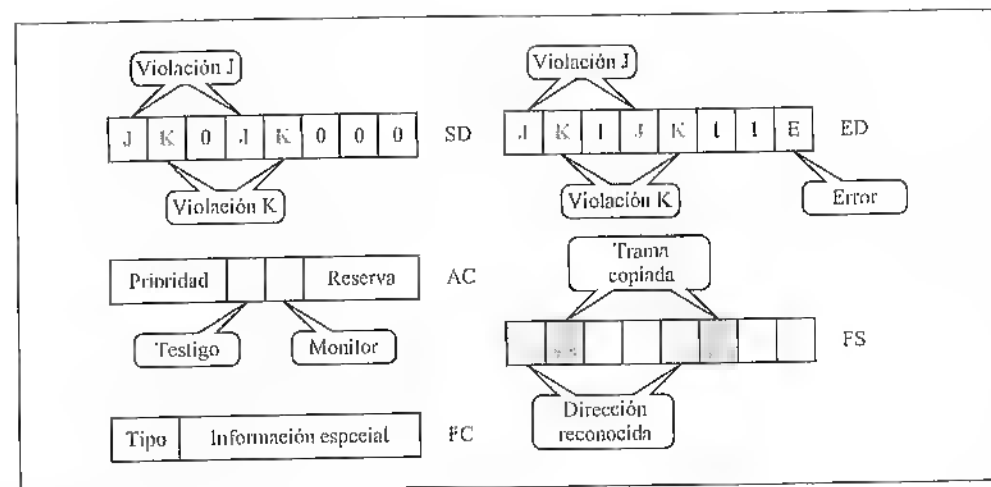 Violación J
J K 0 J K 0 0 0 SD
Violación K
Violación J
J K 1 J K 1 1 E ED
Violación K
Error
Prioridad Reserva AC
Testigo
Monitor
Trama
copiada
FS
Dirección
reconocida
Tipo Información especial FC